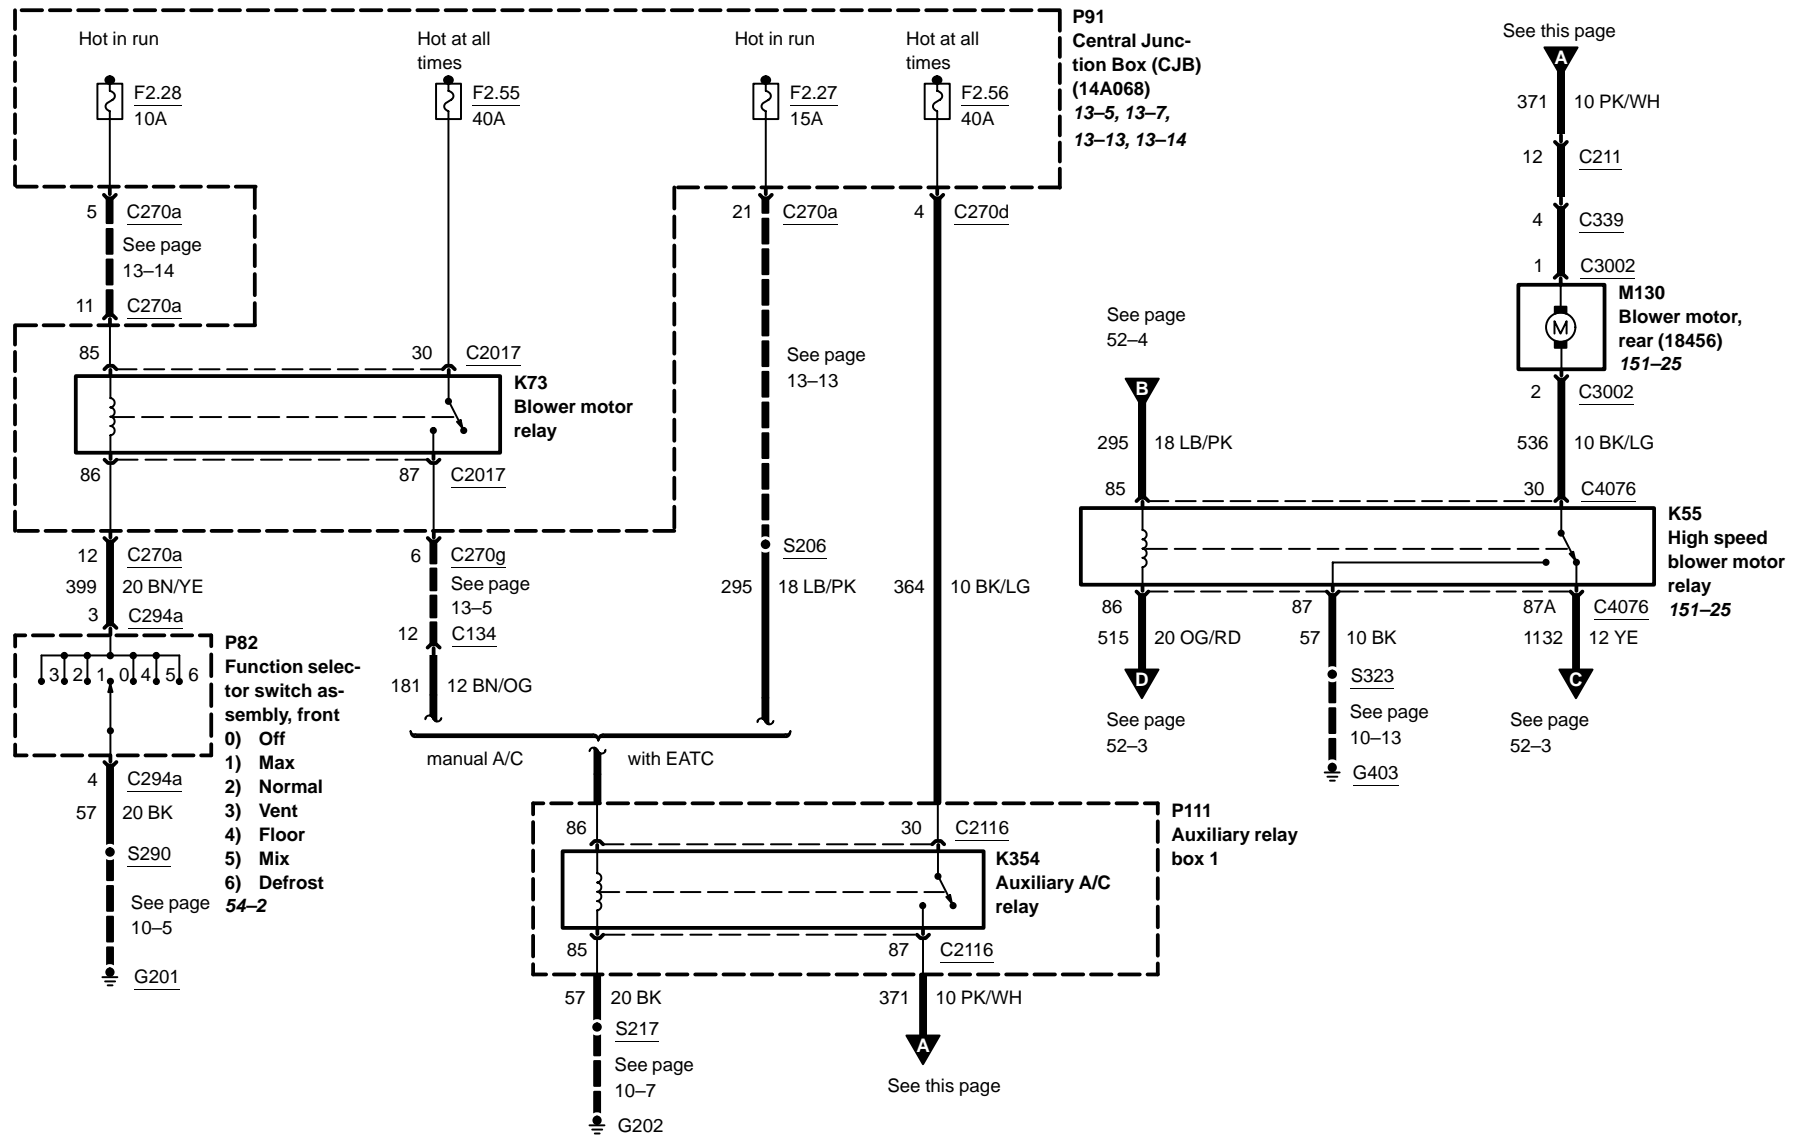 Hot in run
Hot at all
times
Hot in run
Hot at all
times
F2.28
10A
F2.55
40A
F2.27
15A
F2.56
40A
P91
Central Junc-
tion Box (CJB)
(14A068)
13–5, 13–7,
13–13, 13–14
5 C270a
See page
13–14
11 C270a
21 C270a
4 C270d
85 30 C2017
K73
Blower motor
relay
86 87 C2017
See page
13–13
12 C270a
399 20 BN/YE
3 C294a
6 C270g
See page
13–5
12 C134
181 12 BN/OG
S206
295 18 LB/PK
364 10 BK/LG
3 2 1 0 4 5 6
P82
Function selec-
tor switch as-
sembly, front
0) Off
1) Max
2) Normal
3) Vent
4) Floor
5) Mix
6) Defrost
54–2
4 C294a
57 20 BK
S290
See page
10–5
G201
manual A/C
with EATC
86 30 C2116
P111
Auxiliary relay
box 1
K354
Auxiliary A/C
relay
85 87 C2116
57 20 BK
S217
See page
10–7
G202
371 10 PK/WH
A
See this page
See this page
A
371 10 PK/WH
12 C211
4 C339
1 C3002
M
M130
Blower motor,
rear (18456)
151–25
2 C3002
536 10 BK/LG
See page
52–4
B
295 18 LB/PK
85 30 C4076
K55
High speed
blower motor
relay
151–25
86 87 87A C4076
515 20 OG/RD
D
See page
52–3
57 10 BK
S323
See page
10–13
G403
1132 12 YE
C
See page
52–3